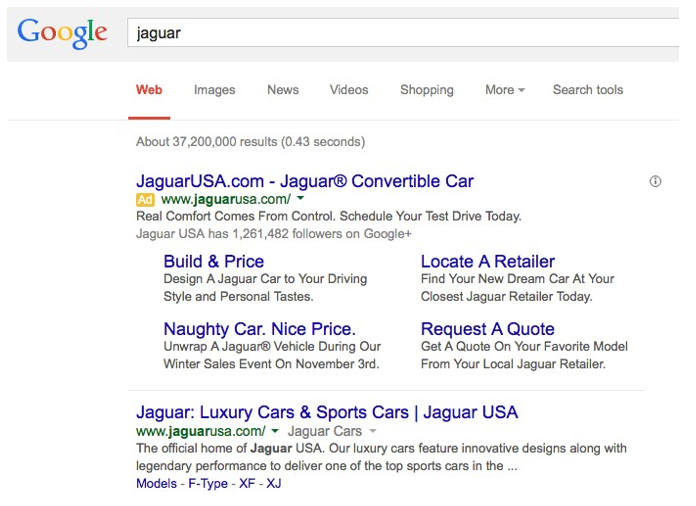 Google jaguar
Web Images News Videos Shopping More Search tools
About 37,200,000 results (0.43 seconds)
JaguarUSA.com - Jaguar® Convertible Car
Ad www.jaguarusa.com/
Real Comfort Comes From Control. Schedule Your Test Drive Today.
Jaguar USA has 1,261,482 followers on Google+
Build & Price
Design A Jaguar Car to Your Driving
Style and Personal Tastes.
Locate A Retailer
Find Your New Dream Car At Your
Closest Jaguar Retailer Today.
Naughty Car. Nice Price.
Unwrap A Jaguar® Vehicle During Our
Winter Sales Event On November 3rd.
Request A Quote
Get A Quote On Your Favorite Model
From Your Local Jaguar Retailer.
Jaguar: Luxury Cars & Sports Cars | Jaguar USA
www.jaguarusa.com/ Jaguar Cars
The official home of Jaguar USA. Our luxury cars feature innovative designs along with
legendary performance to deliver one of the top sports cars in the ...
Models - F-Type - XF - XJ